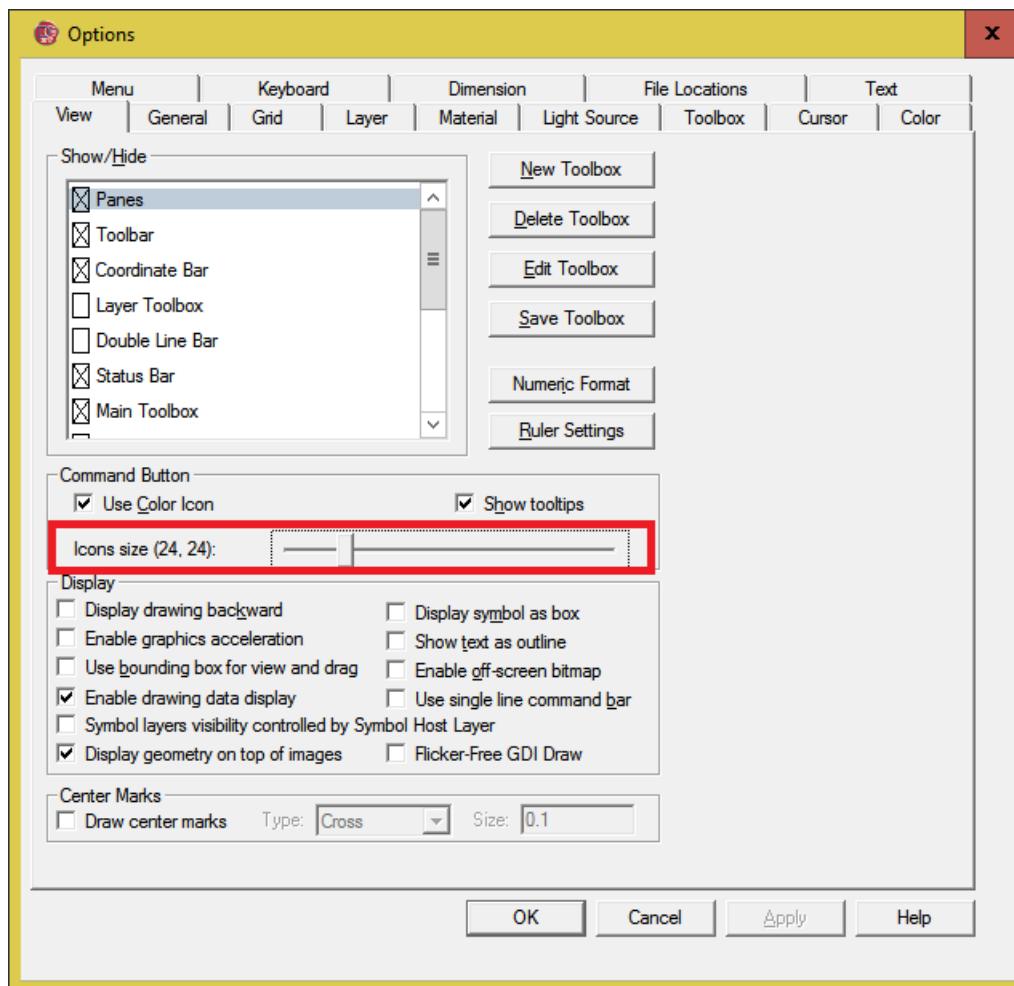 Options
x
Menu Keyboard Dimension File Locations Text
View General Grid Layer Material Light Source Toolbox Cursor Color
Show/Hide
Panes
Toolbar
Coordinate Bar
Layer Toolbox
Double Line Bar
Status Bar
Main Toolbox
New Toolbox
Delete Toolbox
Edit Toolbox
Save Toolbox
Numeric Format
Ruler Settings
Command Button
Use Color Icon Show tooltips
Icons size (24, 24):
Display
Display drawing backward Display symbol as box
Enable graphics acceleration Show text as outline
Use bounding box for view and drag Enable off-screen bitmap
Enable drawing data display Use single line command bar
Symbol layers visibility controlled by Symbol Host Layer
Display geometry on top of images Flicker-Free GDI Draw
Center Marks
Draw center marks Type: Cross Size: 0.1
OK Cancel Apply Help